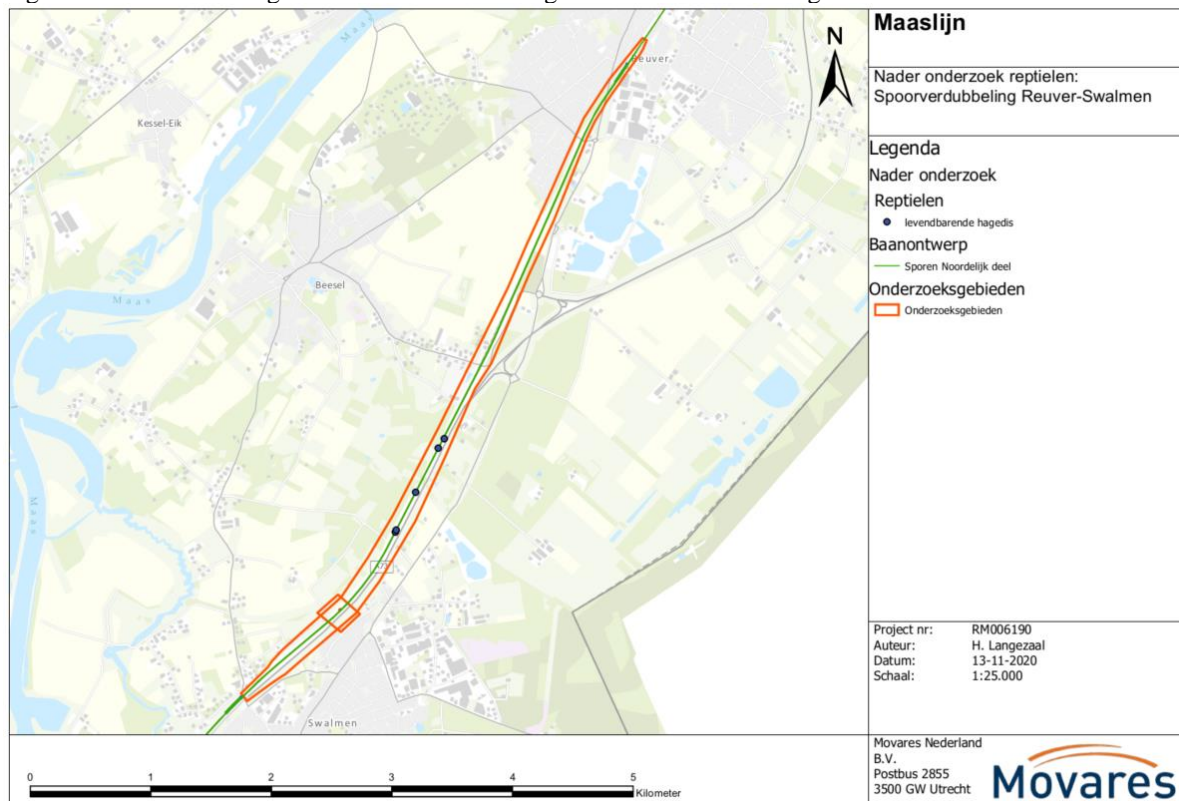 Maaslijn
Nader onderzoek reptielen:
Spoorverdubbeling Reuver-Swalmen
Legenda
Nader onderzoek
Reptielen
levendbarende hagedis
Baanontwerp
Sporen Noordelijk deel
Onderzoeksgebieden
Onderzoeksgebieden
N
Maas
Reuver
Kessel-Eik
Beesel
Maas
Maas
Swalmen
Project nr: RM006190
Auteur: H. Langezaal
Datum: 13-11-2020
Schaal: 1:25.000
Movares Nederland
B.V.
Postbus 2855
3500 GW Utrecht
Movares
0 1 2 3 4 5
Kilometer